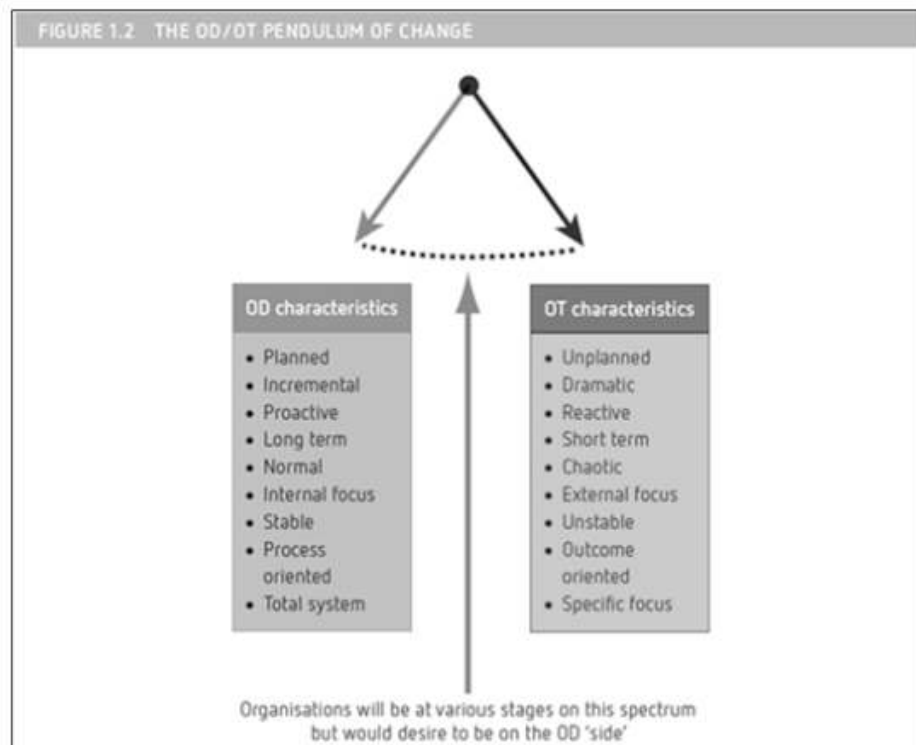 FIGURE 1.2 THE OD/OT PENDULUM OF CHANGE
OD characteristics
• Planned
• Incremental
• Proactive
• Long term
• Normal
• Internal focus
• Stable
• Process
oriented
• Total system
OT characteristics
• Unplanned
• Dramatic
• Reactive
• Short term
• Chaotic
• External focus
• Unstable
• Outcome
oriented
• Specific focus
Organisations will be at various stages on this spectrum
but would desire to be on the OD 'side'